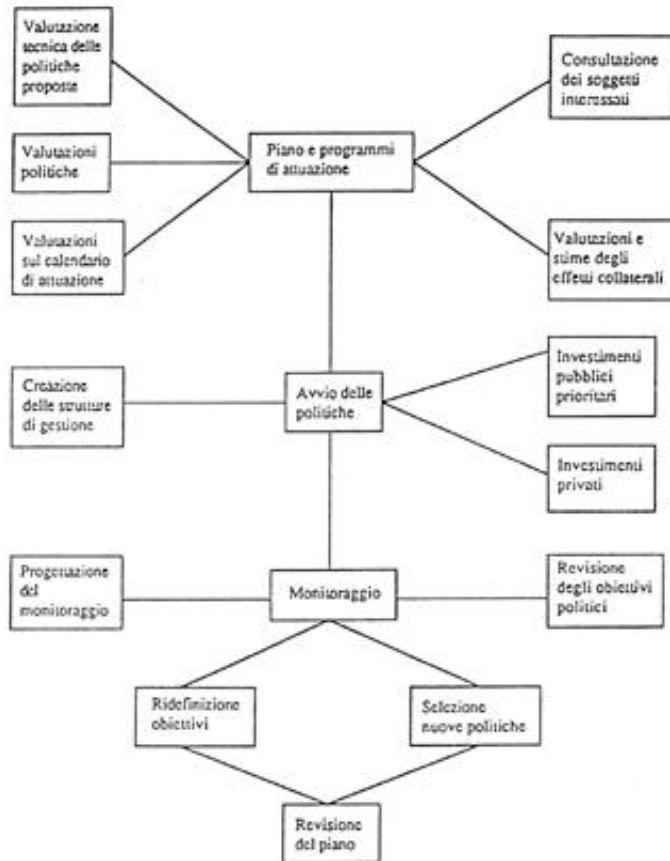 Valutazione
tecnica delle
politiche
proposte
Consultazione
dei soggetti
interessati
Piano e programmi
di attuazione
Valutazioni
politiche
Valutazioni
sul calendario
di attuazione
Valutazioni e
stime degli
effetti collaterali
Creazione
delle strutture
di gestione
Avvio delle
politiche
Investimenti
pubblici
prioritari
Investimenti
privati
Progettazione
del
monitoraggio
Monitoraggio
Revisione
degli obiettivi
politici
Ridefinizione
obiettivi
Selezione
nuove politiche
Revisione
del piano